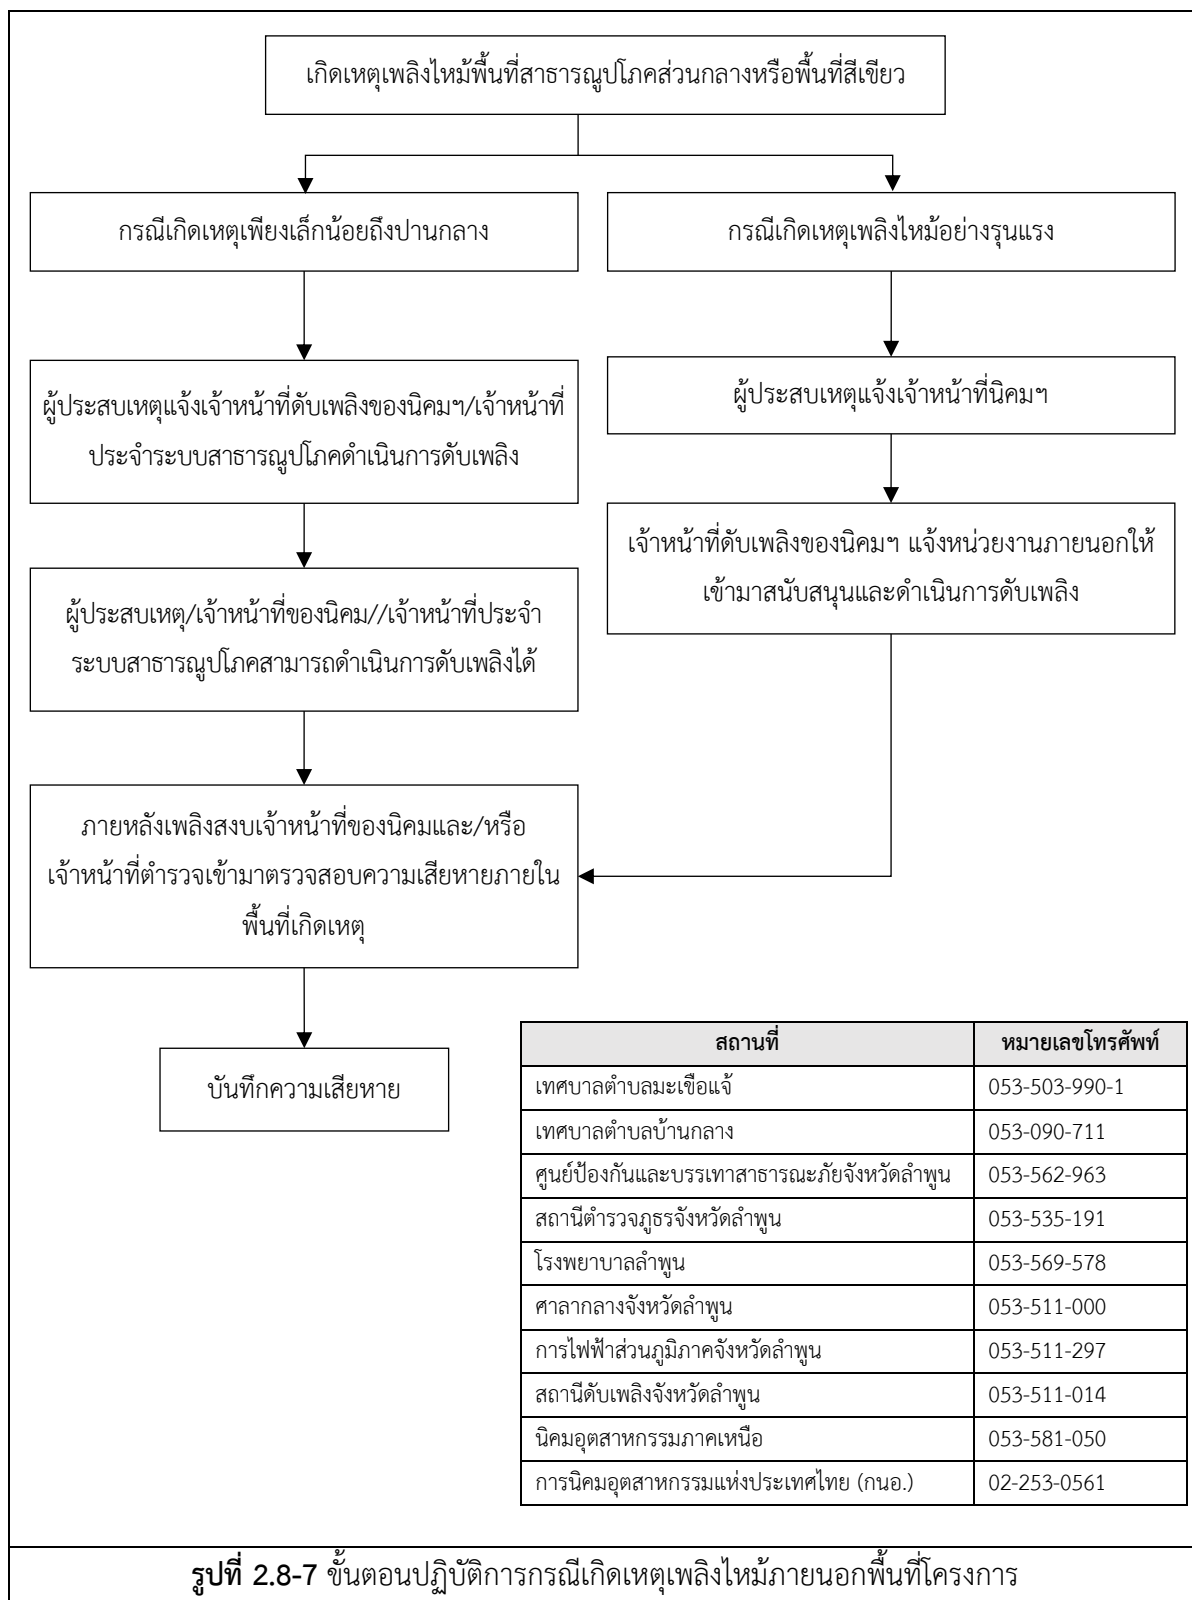 เกิดเหตุเพลิงไหม้พื้นที่สาธารณูปโภคส่วนกลางหรือพื้นที่สีเขียว
กรณีเกิดเหตุเพียงเล็กน้อยถึงปานกลาง
กรณีเกิดเหตุเพลิงไหม้อย่างรุนแรง
ผู้ประสบเหตุแจ้งเจ้าหน้าที่ดับเพลิงของนิคมฯ/เจ้าหน้าที่
ประจำระบบสาธารณูปโภคดำเนินการดับเพลิง
ผู้ประสบเหตุแจ้งเจ้าหน้าที่นิคมฯ
เจ้าหน้าที่ดับเพลิงของนิคมฯ แจ้งหน่วยงานภายนอกให้
เข้ามาสนับสนุนและดำเนินการดับเพลิง
ผู้ประสบเหตุ/เจ้าหน้าที่ของนิคม//เจ้าหน้าที่ประจำ
ระบบสาธารณูปโภคสามารถดำเนินการดับเพลิงได้
ภายหลังเพลิงสงบเจ้าหน้าที่ของนิคมและ/หรือ
เจ้าหน้าที่ตำรวจเข้ามาตรวจสอบความเสียหายภายใน
พื้นที่เกิดเหตุ
บันทึกความเสียหาย
สถานที่ หมายเลขโทรศัพท์
เทศบาลตำบลมะเขือแจ้ 053-503-990-1
เทศบาลตำบลบ้านกลาง 053-090-711
ศูนย์ป้องกันและบรรเทาสาธารณะภัยจังหวัดลำพูน 053-562-963
สถานีตำรวจภูธรจังหวัดลำพูน 053-535-191
โรงพยาบาลลำพูน 053-569-578
ศาลากลางจังหวัดลำพูน 053-511-000
การไฟฟ้าส่วนภูมิภาคจังหวัดลำพูน 053-511-297
สถานีดับเพลิงจังหวัดลำพูน 053-511-014
นิคมอุตสาหกรรมภาคเหนือ 053-581-050
การนิคมอุตสาหกรรมแห่งประเทศไทย (กนอ.) 02-253-0561
รูปที่ 2.8-7 ขั้นตอนปฏิบัติการกรณีเกิดเหตุเพลิงไหม้ภายนอกพื้นที่โครงการ